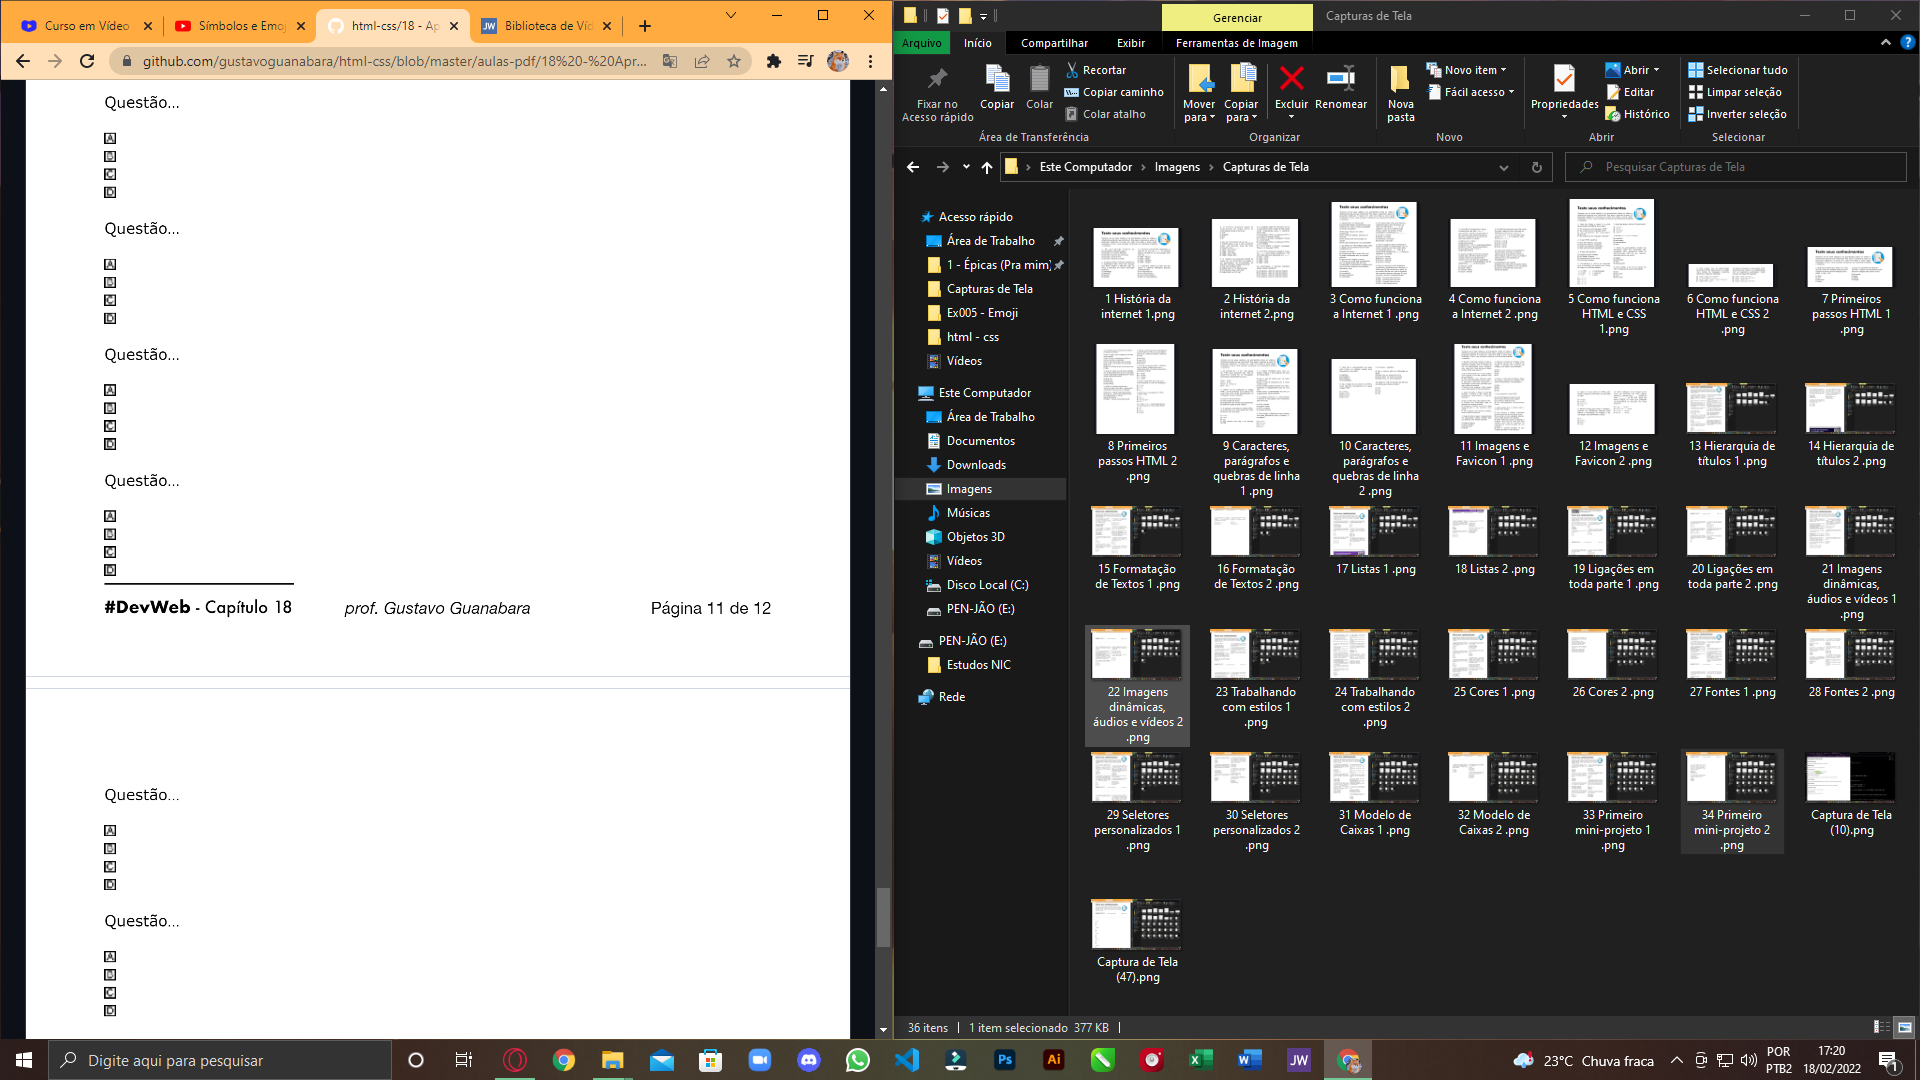 Curso em Vídeo
Símbolos e Emoj
html-css/18 - Ap
Biblioteca de Víd
github.com/gustavoguanabara/html-css/blob/master/aulas-pdf/18%20-%20Apr...
Questão...
A
B
C
D
Questão...
A
B
C
D
Questão...
A
B
C
D
Questão...
A
B
C
D
#DevWeb - Capítulo 18
prof. Gustavo Guanabara
Página 11 de 12
Questão...
A
B
C
D
Questão...
A
B
C
D
Gerenciar
Capturas de Tela
Arquivo
Início
Compartilhar
Exibir
Ferramentas de Imagem
Fixar no
Acesso rápido
Copiar
Colar
Recortar
Copiar caminho
Colar atalho
Área de Transferência
Mover
para
Copiar
para
Excluir
Renomear
Organizar
Nova
pasta
Novo item
Fácil acesso
Novo
Propriedades
Abrir
Editar
Histórico
Abrir
Selecionar tudo
Limpar seleção
Inverter seleção
Selecionar
Este Computador
Imagens
Capturas de Tela
Pesquisar Capturas de Tela
Acesso rápido
Área de Trabalho
1 - Épicas (Pra mim)
Capturas de Tela
Ex005 - Emoji
html - css
Vídeos
Este Computador
Área de Trabalho
Documentos
Downloads
Imagens
Músicas
Objetos 3D
Vídeos
Disco Local (C:)
PEN-JÃO (E:)
PEN-JÃO (E:)
Estudos NIC
Rede
1 História da
internet 1.png
2 História da
internet 2.png
3 Como funciona
a Internet 1 .png
4 Como funciona
a Internet 2 .png
5 Como funciona
HTML e CSS
1.png
6 Como funciona
HTML e CSS 2
.png
7 Primeiros
passos HTML 1
.png
8 Primeiros
passos HTML 2
.png
9 Caracteres,
parágrafos e
quebras de linha
1 .png
10 Caracteres,
parágrafos e
quebras de linha
2 .png
11 Imagens e
Favicon 1 .png
12 Imagens e
Favicon 2 .png
13 Hierarquia de
títulos 1 .png
14 Hierarquia de
títulos 2 .png
15 Formatação
de Textos 1 .png
16 Formatação
de Textos 2 .png
17 Listas 1 .png
18 Listas 2 .png
19 Ligações em
toda parte 1 .png
20 Ligações em
toda parte 2 .png
21 Imagens
dinâmicas,
áudios e vídeos 1
.png
22 Imagens
dinâmicas,
áudios e vídeos 2
.png
23 Trabalhando
com estilos 1
.png
24 Trabalhando
com estilos 2
.png
25 Cores 1 .png
26 Cores 2 .png
27 Fontes 1 .png
28 Fontes 2 .png
29 Seletores
personalizados 1
.png
30 Seletores
personalizados 2
.png
31 Modelo de
Caixas 1 .png
32 Modelo de
Caixas 2 .png
33 Primeiro
mini-projeto 1
.png
34 Primeiro
mini-projeto 2
.png
Captura de Tela
(10).png
Captura de Tela
(47).png
36 itens
1 item selecionado 377 KB
Digite aqui para pesquisar
23°C Chuva fraca
POR
PTB2
17:20
18/02/2022
1